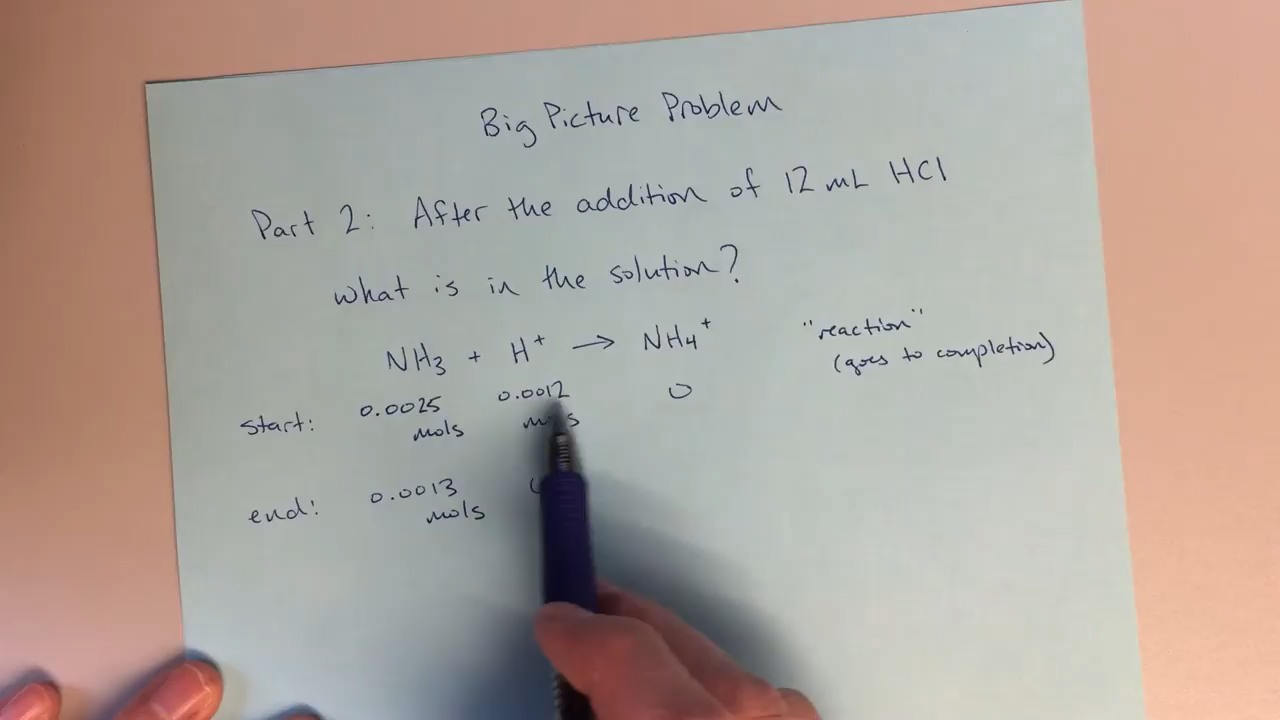 Big Picture Problem
Part 2: After the addition of 12 mL HCl
what is in the solution?
NH3 + H+ → NH4+ "reaction"
(goes to completion)
start: 0.0025 0.0012 0
mols
end: 0.0013
mols